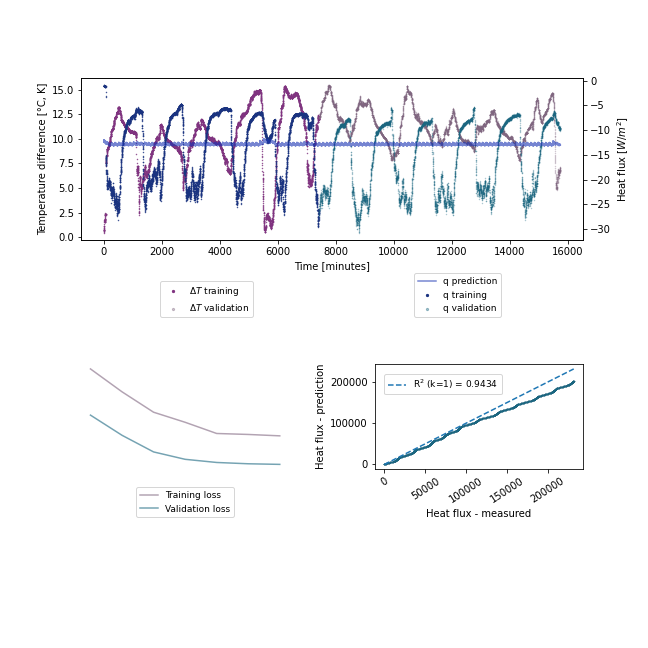 Temperature difference [°C, K]
15.0
12.5
10.0
7.5
5.0
2.5
0.0
0
−5
−10
−15
−20
−25
−30
Heat flux [W/m²]
0 2000 4000 6000 8000 10000 12000 14000 16000
Time [minutes]
ΔT training
ΔT validation
q prediction
q training
q validation
Training loss
Validation loss
Heat flux - prediction
200000
100000
0
R² (k=1) = 0.9434
0 50000 100000 150000 200000
Heat flux - measured